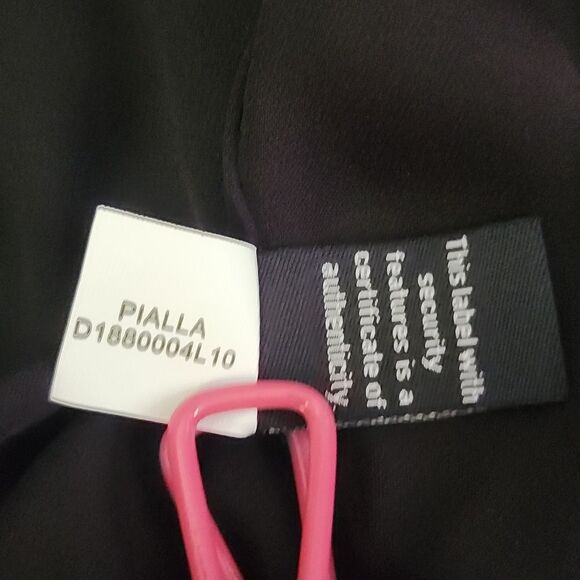 PIALLA
D1880004L10
This label with
security
features is a
certificate of
authenticity